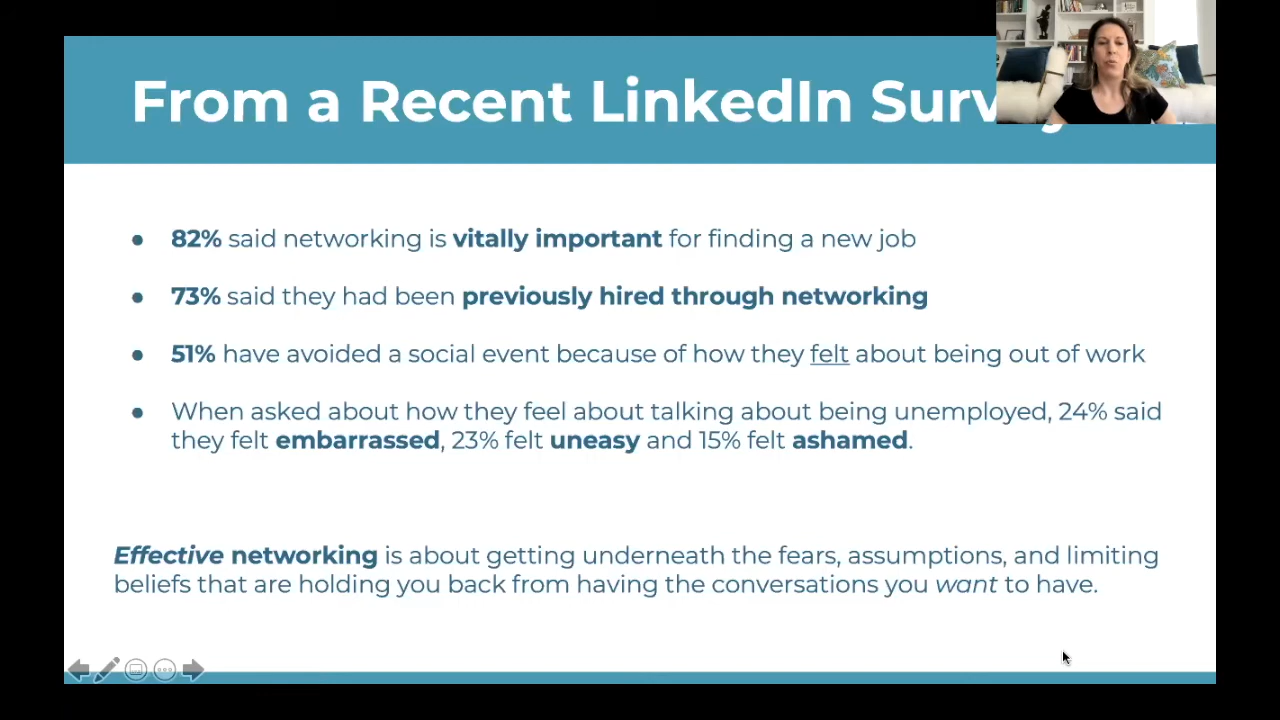 From a Recent LinkedIn
● 82% said networking is vitally important for finding a new job
● 73% said they had been previously hired through networking
● 51% have avoided a social event because of how they felt about being out of work
● When asked about how they feel about talking about being unemployed, 24% said
they felt embarrassed, 23% felt uneasy and 15% felt ashamed.
Effective networking is about getting underneath the fears, assumptions, and limiting
beliefs that are holding you back from having the conversations you want to have.